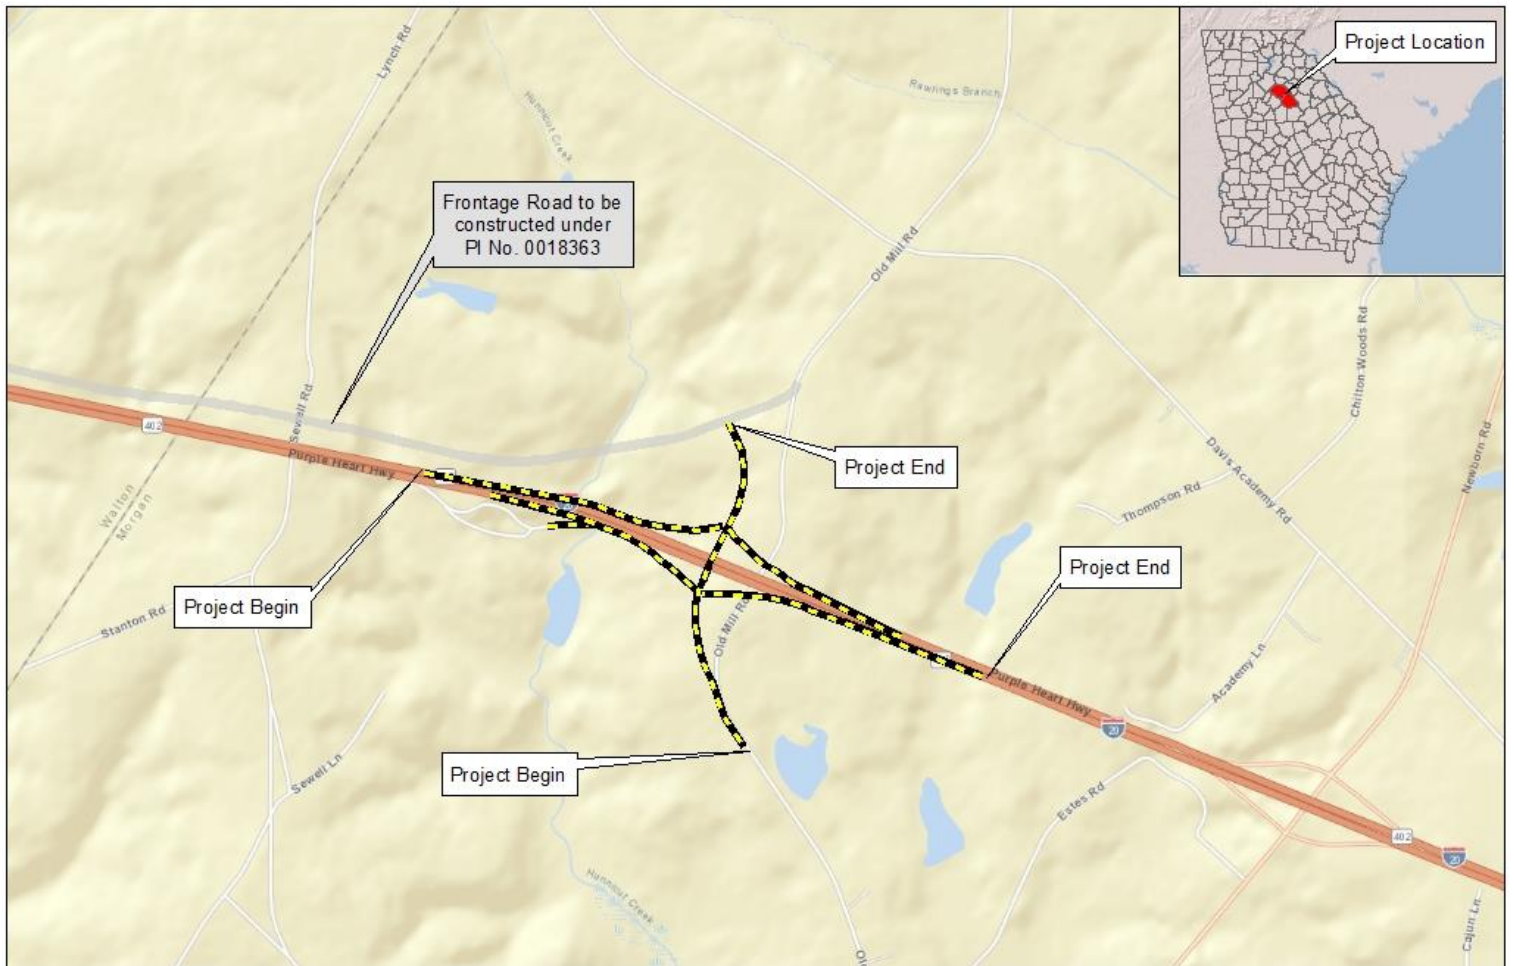 Project Location
Lynch Rd
Hunnicut Creek
Rawlings Branch
Frontage Road to be
constructed under
PI No. 0018363
Old Mill Rd
Chilton Woods Rd
Sewell Rd
402
Purple Heart Hwy
Project End
Davis Academy Rd
Newborn Rd
Thompson Rd
Walton
Morgan
Project End
Project Begin
Stanton Rd
Old Mill Rd
Academy Ln
Purple Heart Hwy
20
Project Begin
Sewell Ln
Estes Rd
402
20
Hunnicut Creek
Cajun Ln